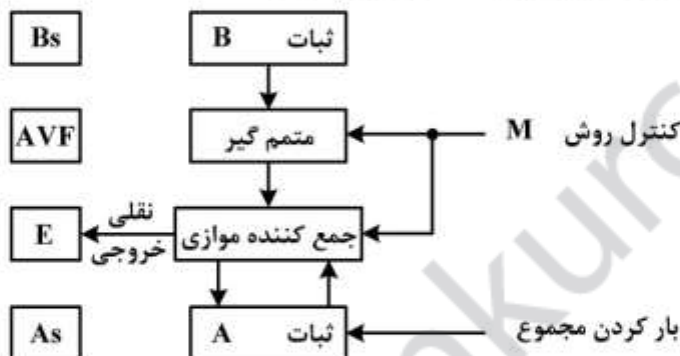 Bs
ثبات B
AVF
متمم گیر
کنترل روش M
E
نقلی
خروجی
جمع کننده موازی
As
ثبات A
بار کردن مجموع